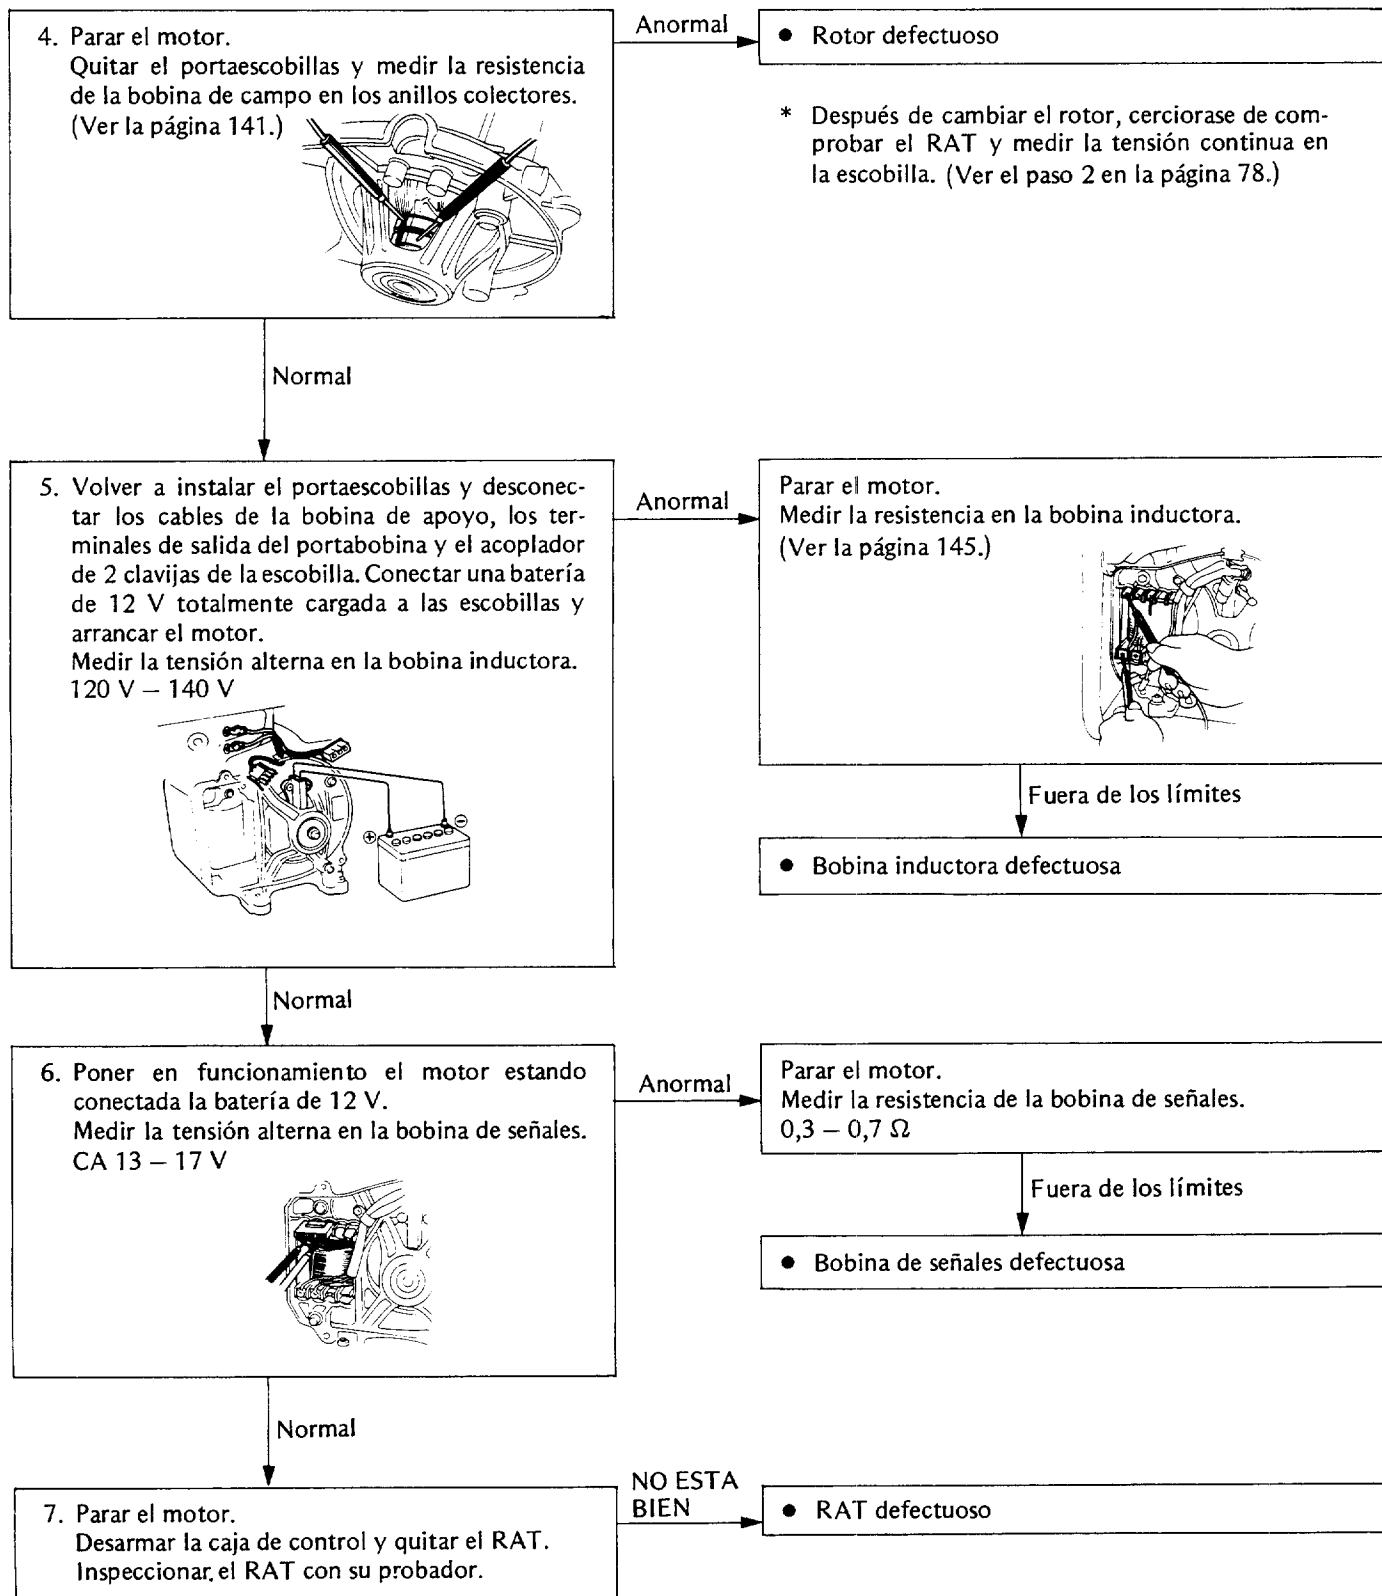 4. Parar el motor.
Quitar el portaescobillas y medir la resistencia
de la bobina de campo en los anillos colectores.
(Ver la página 141.)
Anormal
● Rotor defectuoso
* Después de cambiar el rotor, cerciorase de com-
probar el RAT y medir la tensión continua en
la escobilla. (Ver el paso 2 en la página 78.)
Normal
5. Volver a instalar el portaescobillas y desconec-
tar los cables de la bobina de apoyo, los ter-
minales de salida del portabobina y el acoplador
de 2 clavijas de la escobilla. Conectar una batería
de 12 V totalmente cargada a las escobillas y
arrancar el motor.
Medir la tensión alterna en la bobina inductora.
120 V – 140 V
⊕
⊖
Anormal
Parar el motor.
Medir la resistencia en la bobina inductora.
(Ver la página 145.)
Fuera de los límites
● Bobina inductora defectuosa
Normal
6. Poner en funcionamiento el motor estando
conectada la batería de 12 V.
Medir la tensión alterna en la bobina de señales.
CA 13 – 17 V
Anormal
Parar el motor.
Medir la resistencia de la bobina de señales.
0,3 – 0,7 Ω
Fuera de los límites
● Bobina de señales defectuosa
Normal
7. Parar el motor.
Desarmar la caja de control y quitar el RAT.
Inspeccionar, el RAT con su probador.
NO ESTA
BIEN
● RAT defectuoso